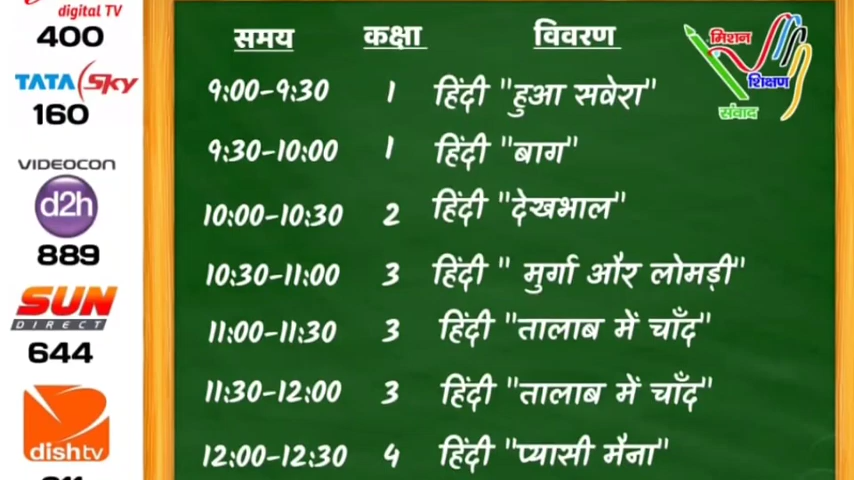 digital TV
400
TATA Sky
160
VIDEOCON
d2h
889
SUN
DIRECT
644
dishtv
समय कक्षा विवरण
9:00-9:30 1 हिंदी "हुआ सवेरा"
9:30-10:00 1 हिंदी "बाग"
10:00-10:30 2 हिंदी "देखभाल"
10:30-11:00 3 हिंदी " मुर्गा और लोमड़ी"
11:00-11:30 3 हिंदी "तालाब में चाँद"
11:30-12:00 3 हिंदी "तालाब में चाँद"
12:00-12:30 4 हिंदी "प्यासी मैना"
मिशन
शिक्षण
संवाद